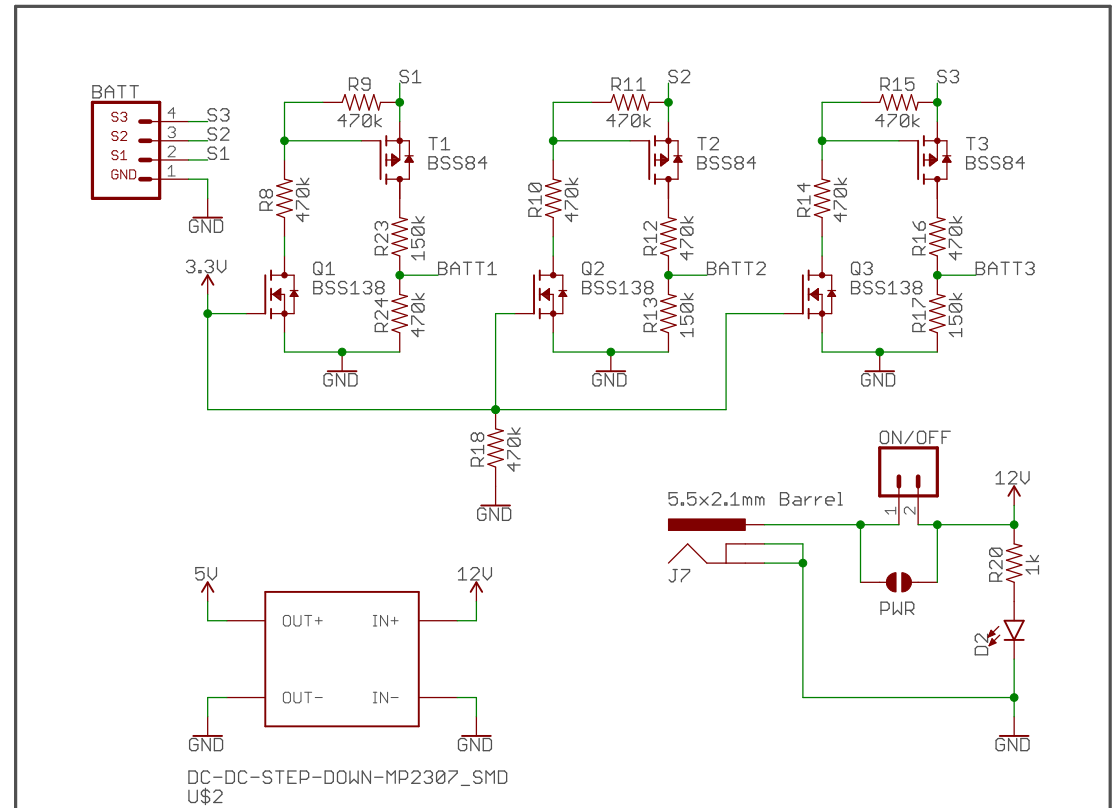 BATT
S3
S2
S1
GND
4
3
2
1
S3
S2
S1
GND
R9
470k
S1
T1
BSS84
R8
470k
R23
150k
BATT1
Q1
BSS138
R24
470k
GND
3.3V
R11
470k
S2
T2
BSS84
R10
470k
R12
470k
BATT2
Q2
BSS138
R13
150k
GND
R15
470k
S3
T3
BSS84
R14
470k
R16
470k
BATT3
Q3
BSS138
R17
150k
GND
R18
470k
GND
ON/OFF
1
2
12V
5.5x2.1mm Barrel
J7
PWR
R20
1k
D2
GND
5V
12V
OUT+
IN+
OUT-
IN-
GND
GND
DC-DC-STEP-DOWN-MP2307_SMD
U$2